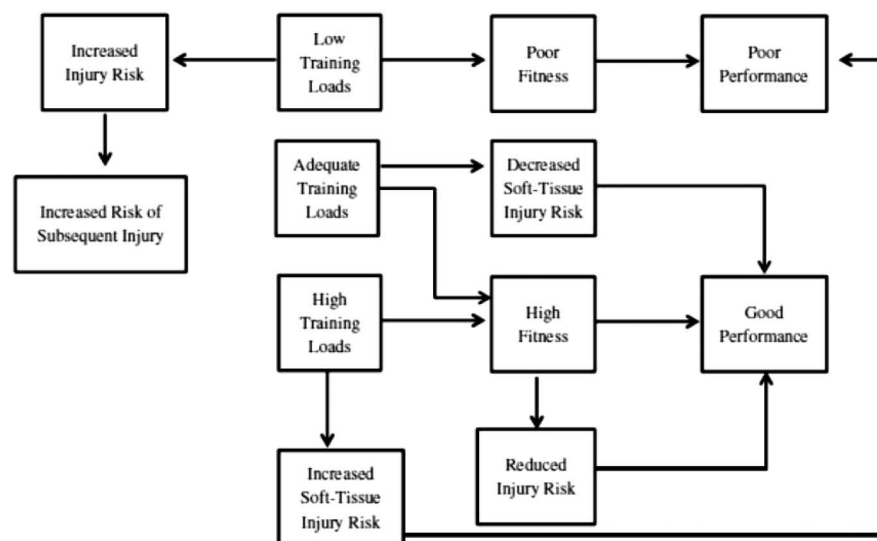 Increased
Injury Risk
Low
Training
Loads
Poor
Fitness
Poor
Performance
Increased Risk of
Subsequent Injury
Adequate
Training
Loads
Decreased
Soft-Tissue
Injury Risk
High
Training
Loads
High
Fitness
Good
Performance
Increased
Soft-Tissue
Injury Risk
Reduced
Injury Risk